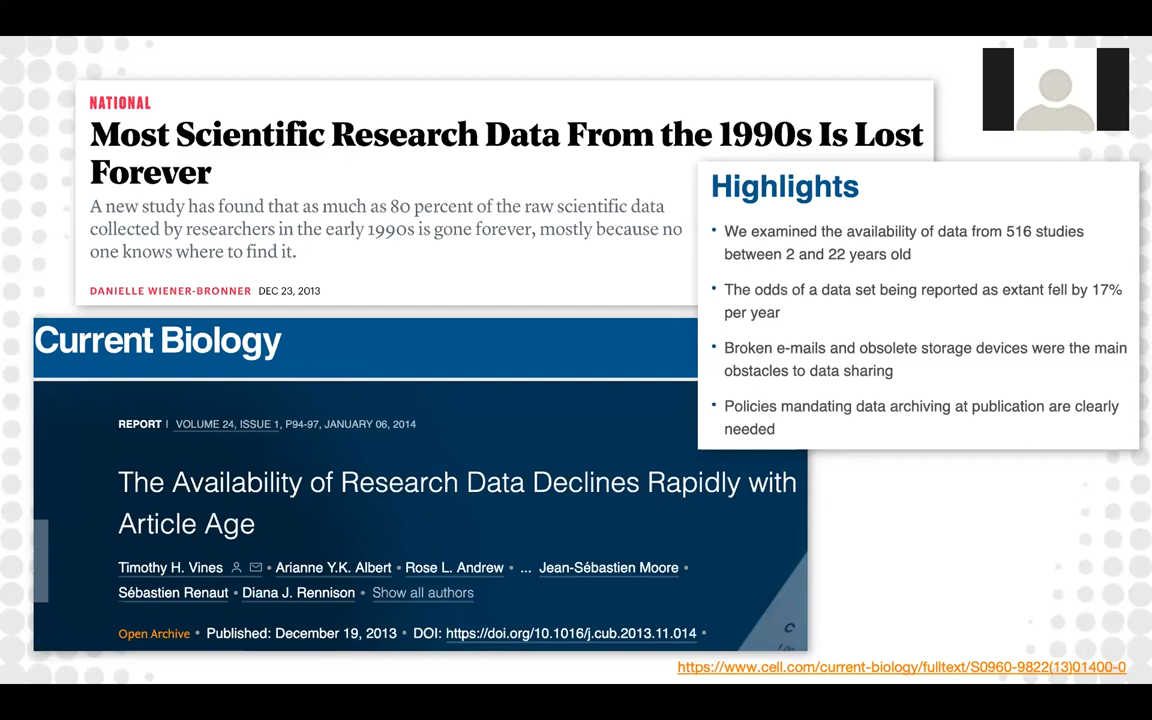 NATIONAL
Most Scientific Research Data From the 1990s Is Lost
Forever
A new study has found that as much as 80 percent of the raw scientific data
collected by researchers in the early 1990s is gone forever, mostly because no
one knows where to find it.
DANIELLE WIENER-BRONNER DEC 23, 2013
Highlights
• We examined the availability of data from 516 studies
between 2 and 22 years old
• The odds of a data set being reported as extant fell by 17%
per year
• Broken e-mails and obsolete storage devices were the main
obstacles to data sharing
• Policies mandating data archiving at publication are clearly
needed
Current Biology
REPORT | VOLUME 24, ISSUE 1, P94-97, JANUARY 06, 2014
The Availability of Research Data Declines Rapidly with
Article Age
Timothy H. Vines • Arianne Y.K. Albert • Rose L. Andrew • ... Jean-Sébastien Moore •
Sébastien Renaut • Diana J. Rennison • Show all authors
Open Archive • Published: December 19, 2013 • DOI: https://doi.org/10.1016/j.cub.2013.11.014 •
https://www.cell.com/current-biology/fulltext/S0960-9822(13)01400-0